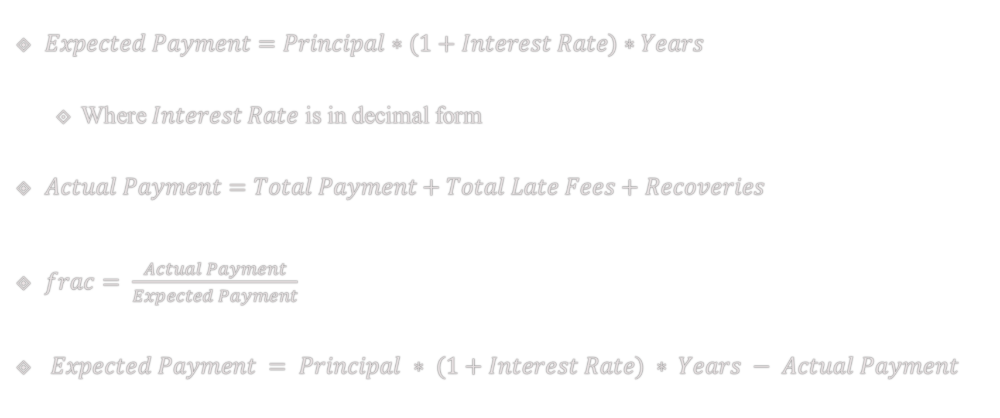 ❖ Expected Payment = Principal * (1 + Interest Rate) * Years
❖ Where Interest Rate is in decimal form
❖ Actual Payment = Total Payment + Total Late Fees + Recoveries
❖ frac = Actual Payment / Expected Payment
❖ Expected Payment = Principal * (1 + Interest Rate) * Years − Actual Payment